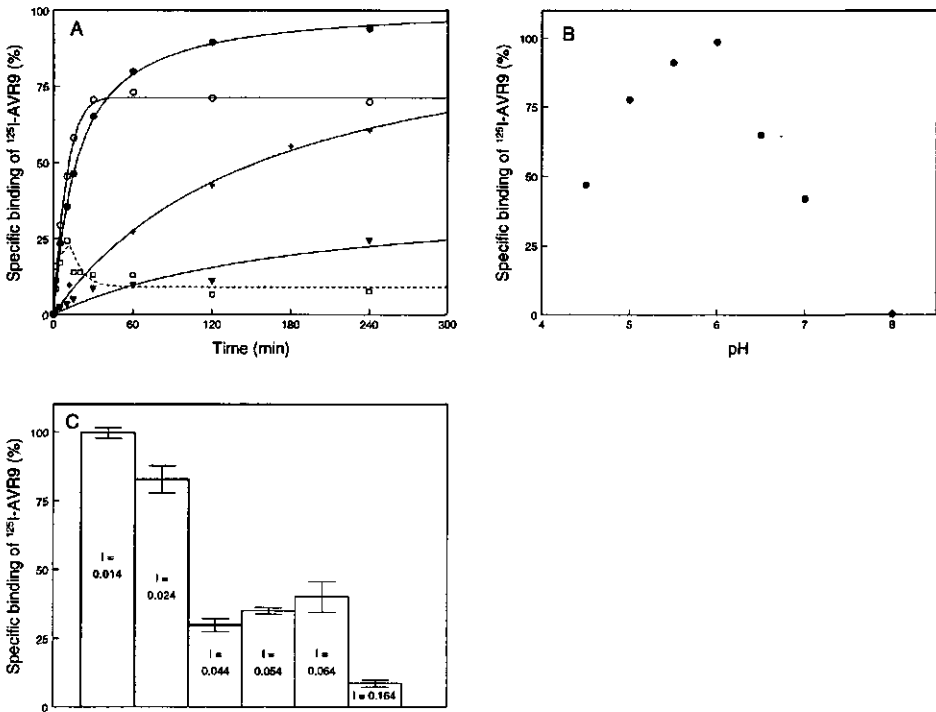 A
Specific binding of ¹²⁵I-AVR9 (%)
100
75
50
25
0
0
60
120
180
240
300
Time (min)
B
Specific binding of ¹²⁵I-AVR9 (%)
100
75
50
25
0
4
5
6
7
8
pH
C
Specific binding of ¹²⁵I-AVR9 (%)
100
75
50
25
0
I =
0.014
I =
0.024
I =
0.044
I =
0.054
I =
0.064
I = 0.164